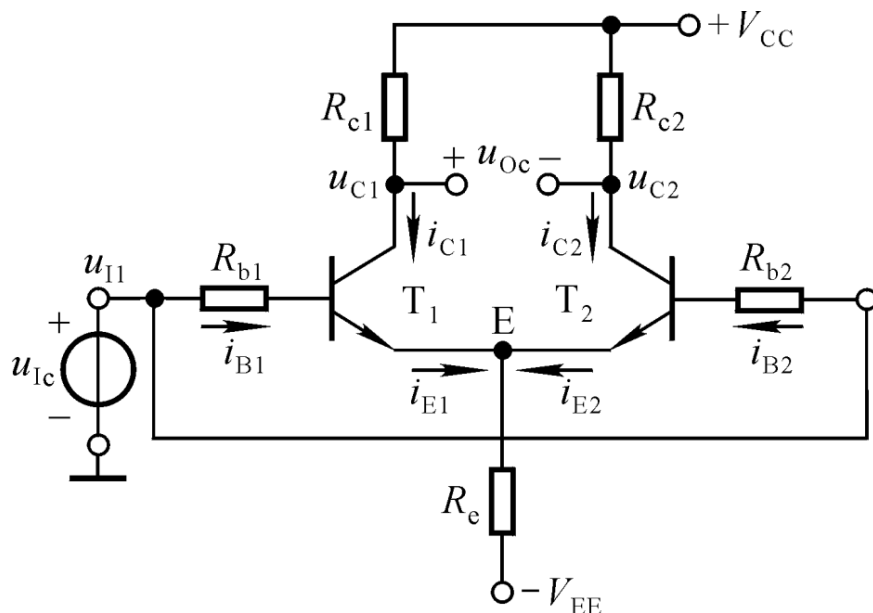 +V_CC
R_c1
R_c2
u_C1
+
u_Oc
−
u_C2
i_C1
i_C2
u_I1
R_b1
T_1
T_2
R_b2
+
u_Ic
−
i_B1
E
i_B2
i_E1
i_E2
R_e
−V_EE